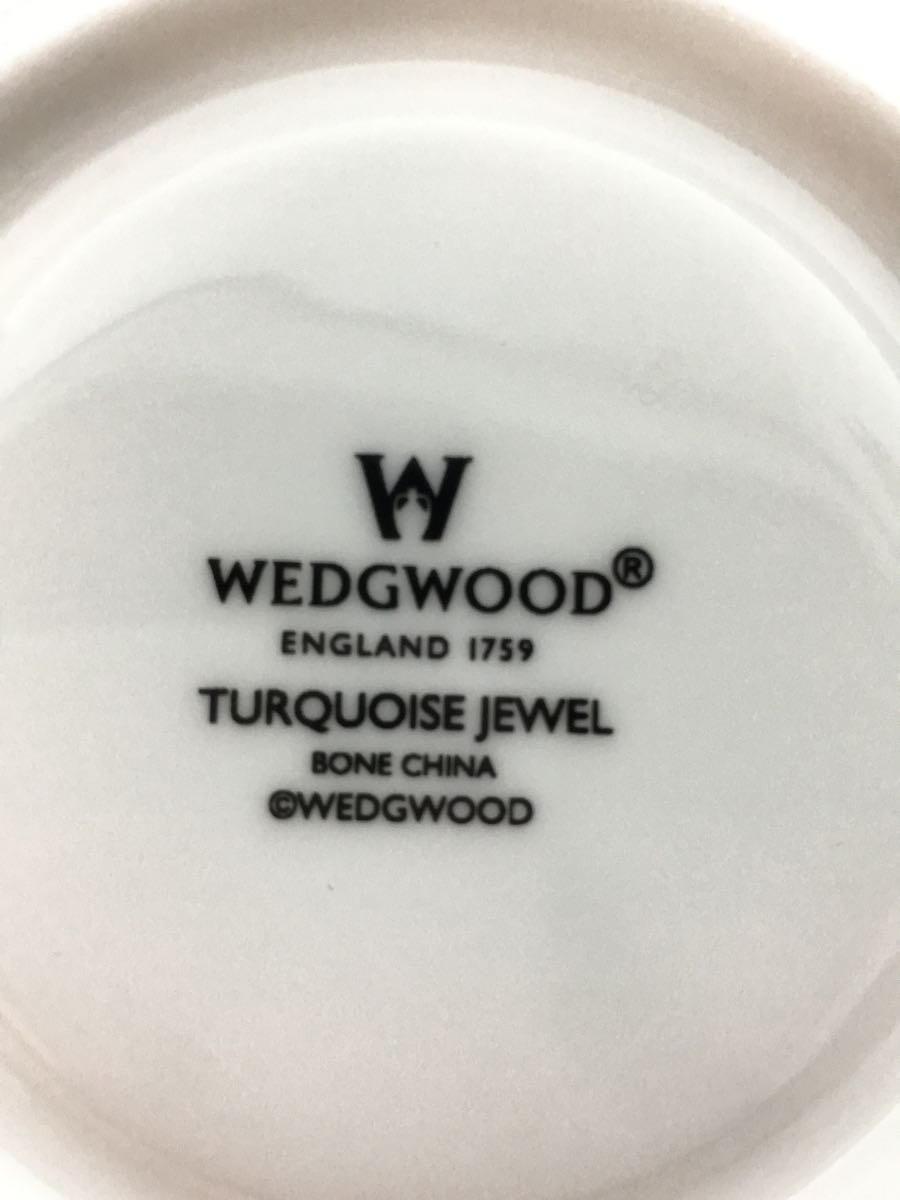 W
WEDGWOOD®
ENGLAND 1759
TURQUOISE JEWEL
BONE CHINA
©WEDGWOOD